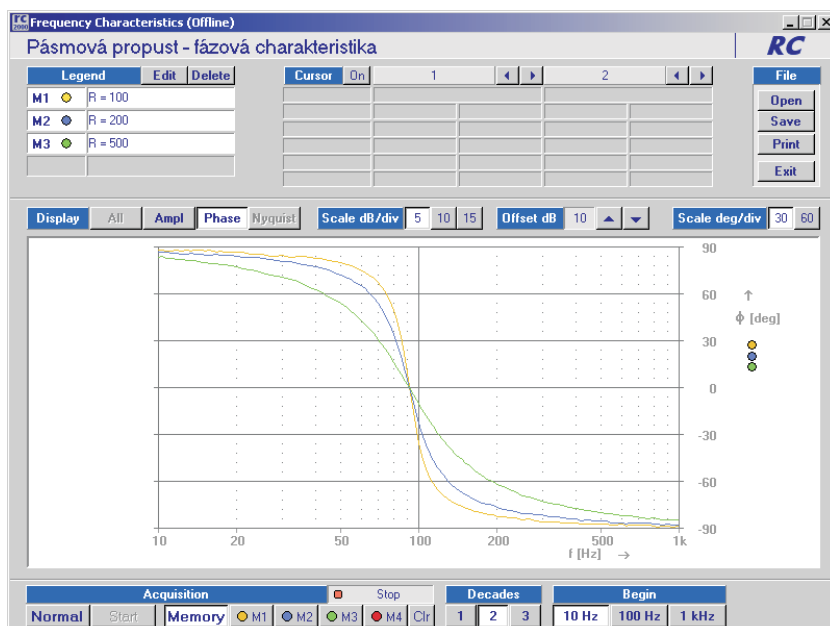 rc 2000 Frequency Characteristics (Offline)
Pásmová propust - fázová charakteristika
RC
Legend Edit Delete
M1 R = 100
M2 R = 200
M3 R = 500
Cursor On 1 2
File
Open
Save
Print
Exit
Display All Ampl Phase Nyguist Scale dB/div 5 10 15 Offset dB 10 Scale deg/div 30 60
90
60
30
0
-30
-60
-90
↑
ϕ [deg]
10 20 50 100 200 500 1k
f [Hz] →
Acquisition Stop Decades Begin
Normal Start Memory M1 M2 M3 M4 Clr 1 2 3 10 Hz 100 Hz 1 kHz